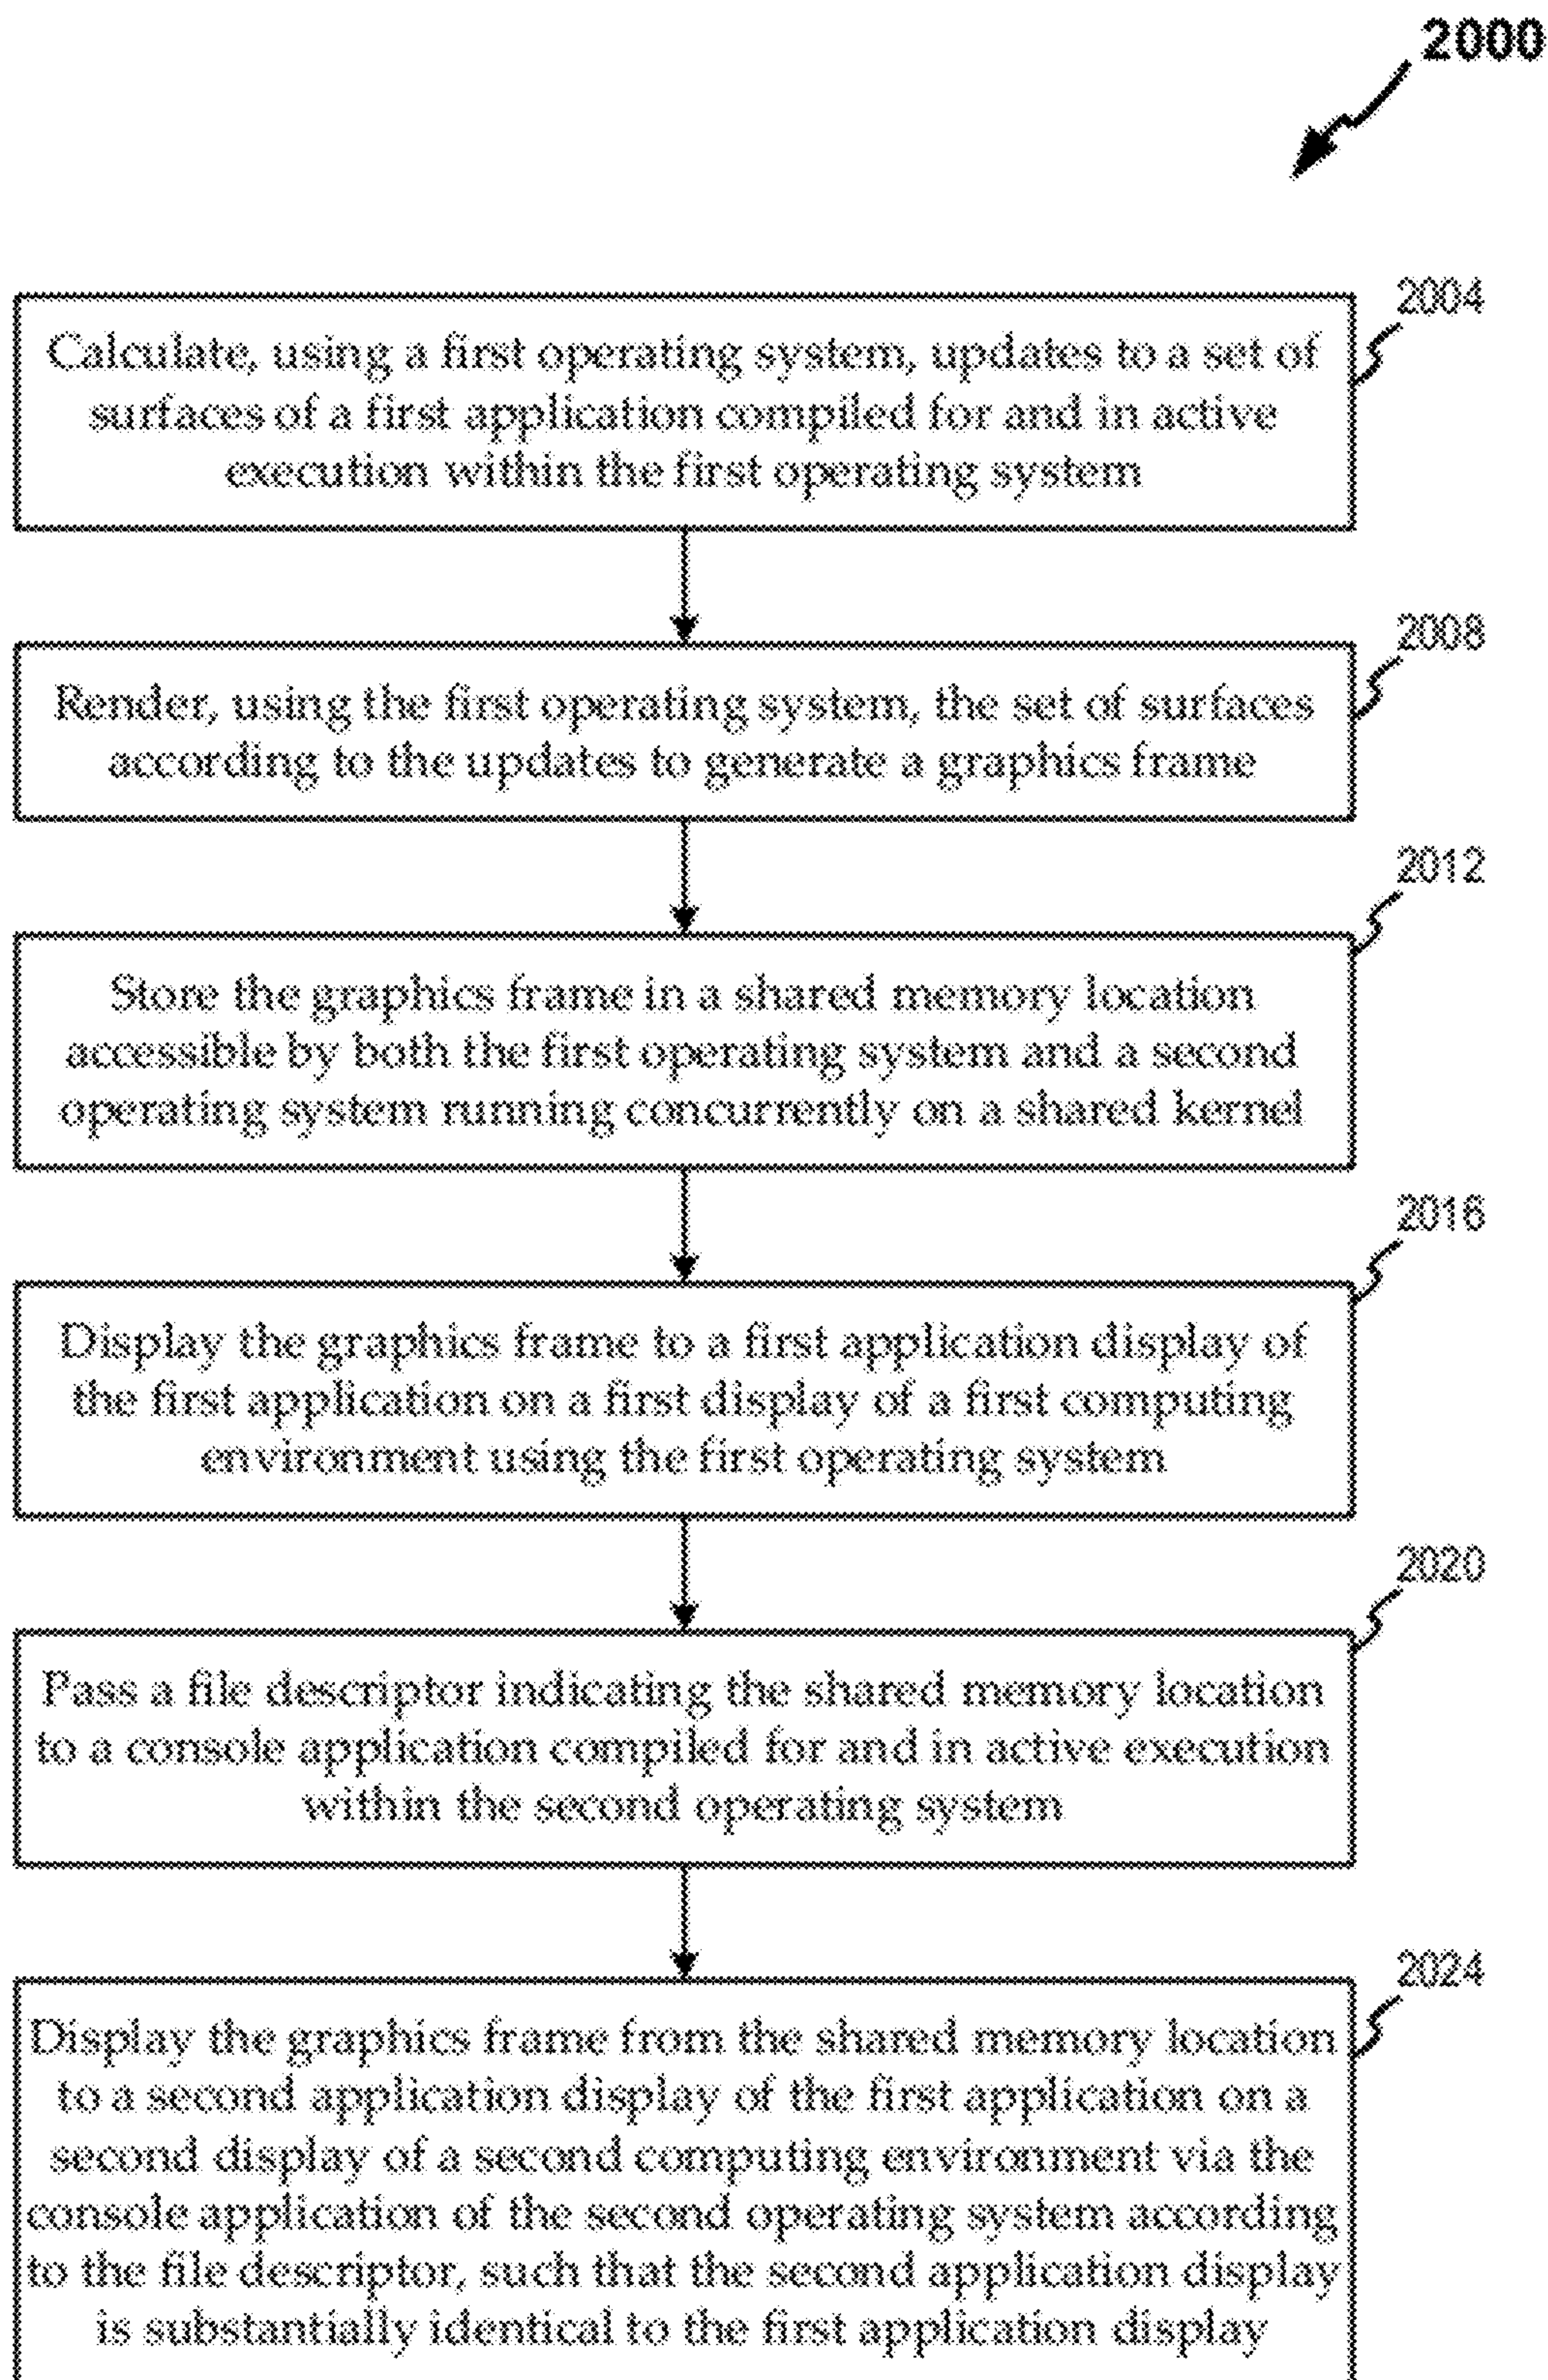 2000
2004
Calculate, using a first operating system, updates to a set of
surfaces of a first application compiled for and in active
execution within the first operating system
2008
Render, using the first operating system, the set of surfaces
according to the updates to generate a graphics frame
2012
Store the graphics frame in a shared memory location
accessible by both the first operating system and a second
operating system running concurrently on a shared kernel
2016
Display the graphics frame to a first application display of
the first application on a first display of a first computing
environment using the first operating system
2020
Pass a file descriptor indicating the shared memory location
to a console application compiled for and in active execution
within the second operating system
2024
Display the graphics frame from the shared memory location
to a second application display of the first application on a
second display of a second computing environment via the
console application of the second operating system according
to the file descriptor, such that the second application display
is substantially identical to the first application display